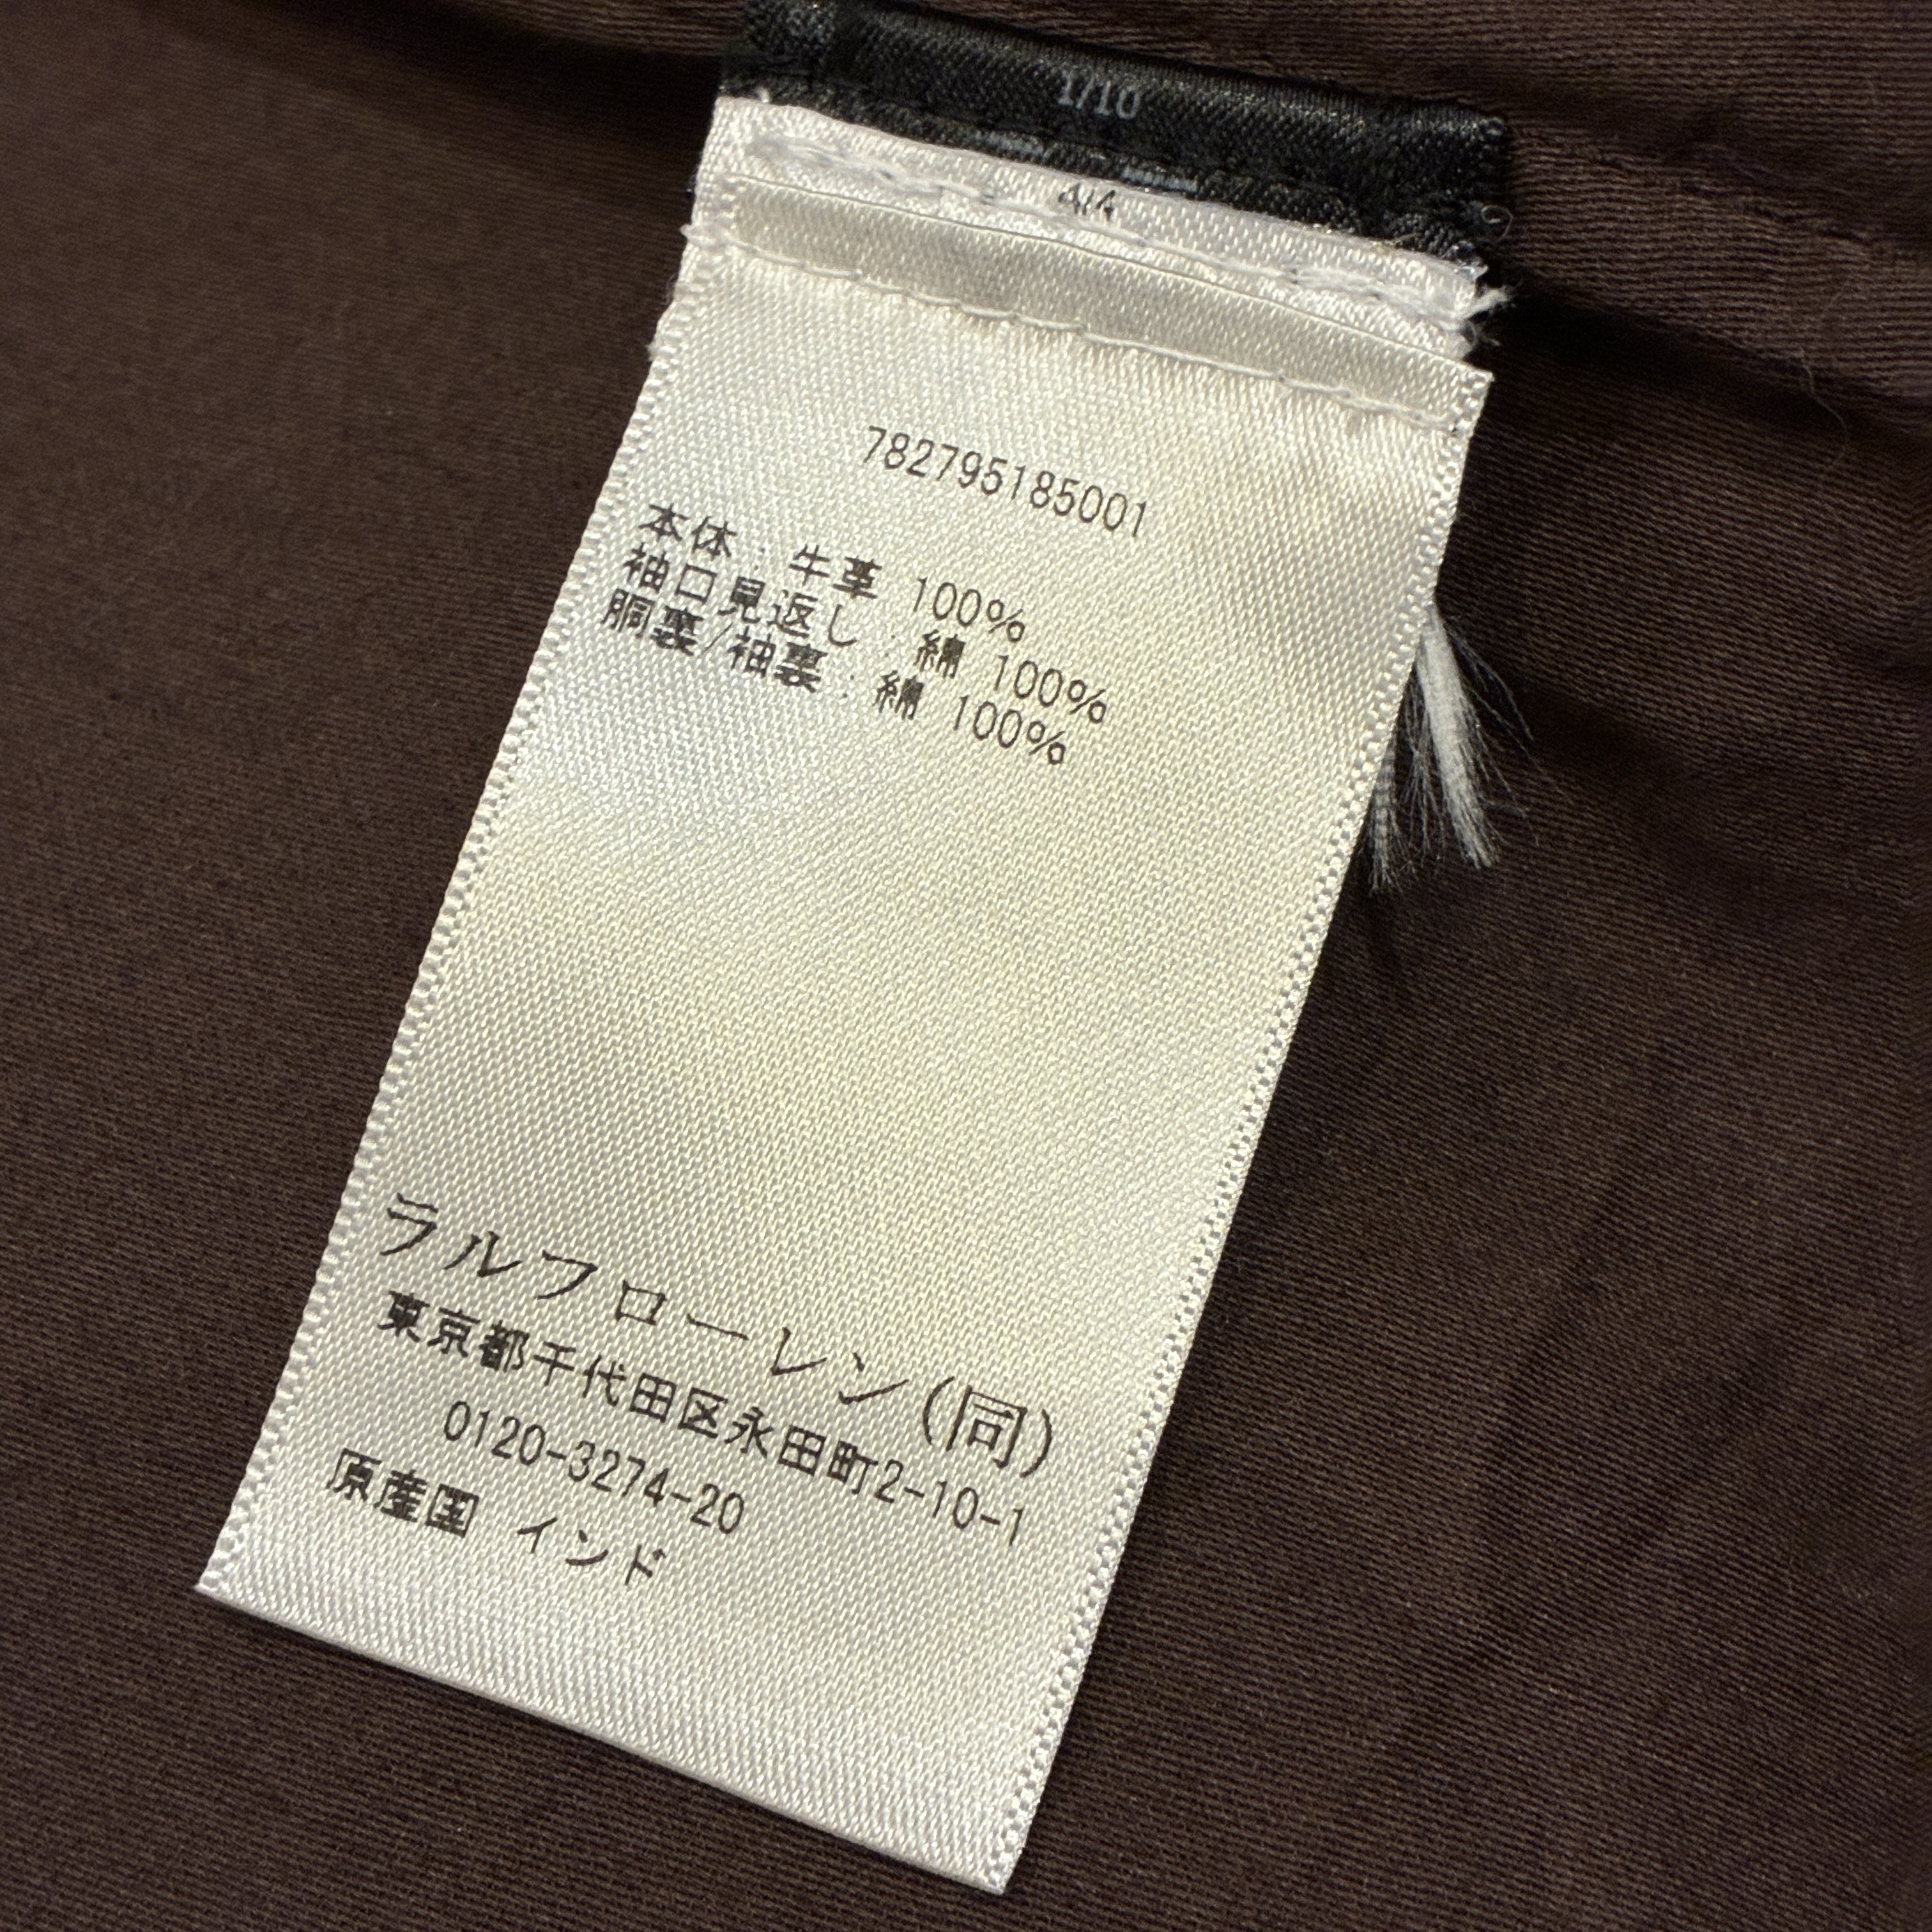 1/10
4/4
782795185001
本体 : 牛革 100%
袖口見返し : 綿 100%
胴裏/袖裏 : 綿 100%
ラルフローレン(同)
東京都千代田区永田町2-10-1
0120-3274-20
原産国 インド